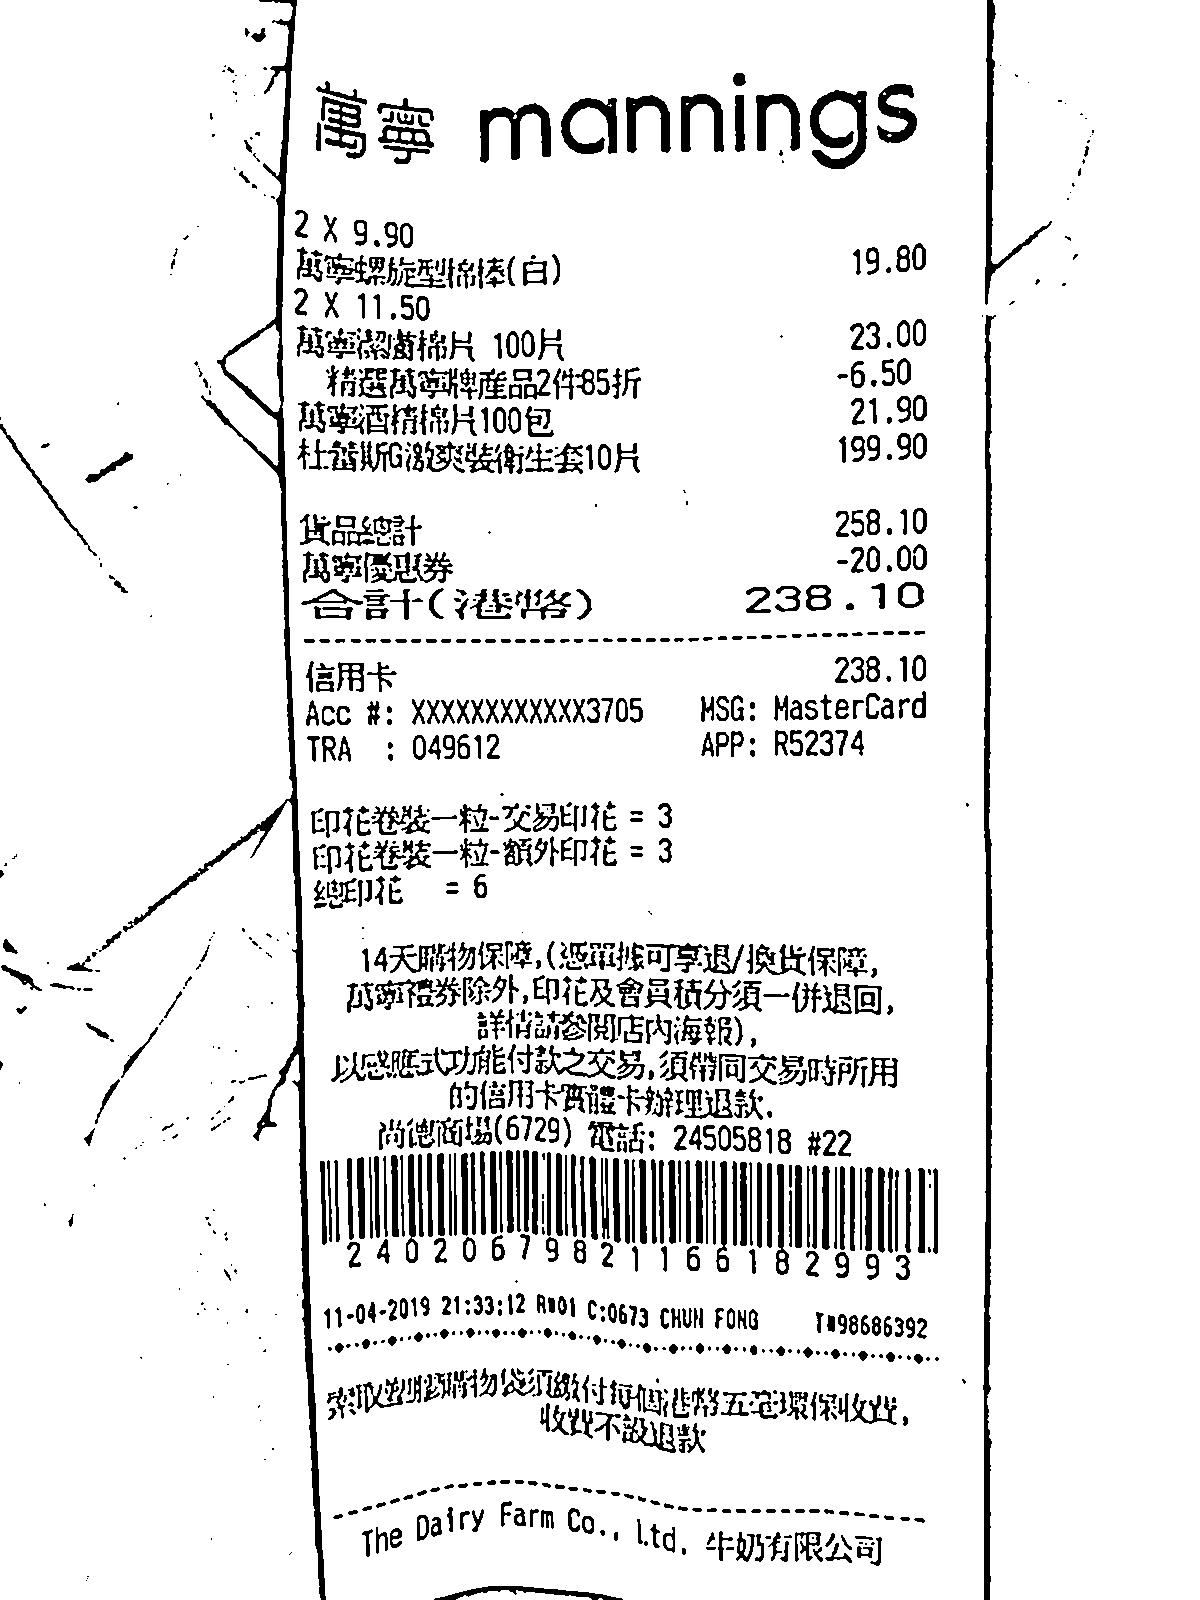 萬寧 mannings
2 X 9.90
萬寧螺旋型棉棒(白) 19.80
2 X 11.50
萬寧潔膚棉片 100片 23.00
精選萬寧牌產品2件85折 -6.50
萬寧酒精棉片100包 21.90
杜蕾斯G激爽裝衛生套10片 199.90
貨品總計 258.10
萬寧優惠券 -20.00
合計(港幣) 238.10
信用卡 238.10
Acc #: XXXXXXXXXXXX3705 MSG: MasterCard
TRA : 049612 APP: R52374
印花卷裝一粒-交易印花 = 3
印花卷裝一粒-額外印花 = 3
總印花 = 6
14天購物保障,(憑單據可享退/換貨保障,
萬寧禮券除外,印花及會員積分須一併退回,
詳情請參閱店內海報),
以感應式功能付款之交易,須帶同交易時所用
的信用卡實體卡辦理退款.
尚德商場(6729) 電話: 24505818 #22
24020679821166182993
11-04-2019 21:33:12 R#01 C:0673 CHUN FONG T#98686392
索取塑膠購物袋須繳付每個港幣五毫環保收費,
收費不設退款
The Dairy Farm Co., Ltd. 牛奶有限公司